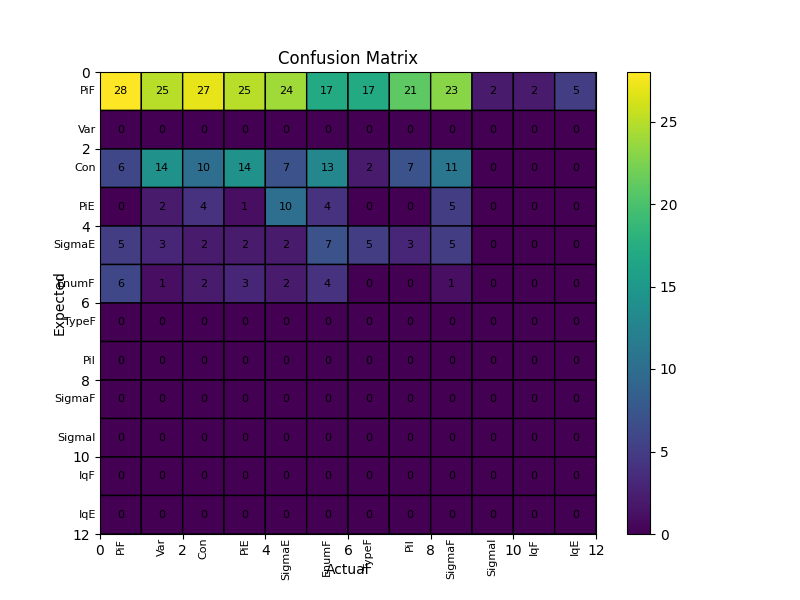 Confusion Matrix
0
PiF 28 25 27 25 24 17 17 21 23 2 2 5
Var 0 0 0 0 0 0 0 0 0 0 0 0
2
Con 6 14 10 14 7 13 2 7 11 0 0 0
PiE 0 2 4 1 10 4 0 0 5 0 0 0
4
SigmaE 5 3 2 2 2 7 5 3 5 0 0 0
EnumF 6 1 2 3 2 4 0 0 1 0 0 0
6
TypeF 0 0 0 0 0 0 0 0 0 0 0 0
PiI 0 0 0 0 0 0 0 0 0 0 0 0
8
SigmaF 0 0 0 0 0 0 0 0 0 0 0 0
SigmaI 0 0 0 0 0 0 0 0 0 0 0 0
10
IqF 0 0 0 0 0 0 0 0 0 0 0 0
IqE 0 0 0 0 0 0 0 0 0 0 0 0
12
Expected
0 2 4 6 8 10 12
PiF Var Con PiE SigmaE EnumF TypeF PiI SigmaF SigmaI IqF IqE
Actual
25
20
15
10
5
0